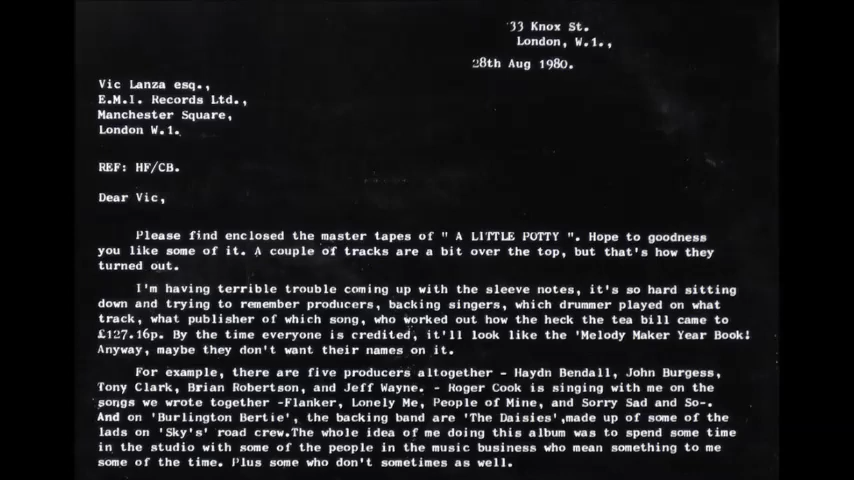 33 Knox St.
London, W.1.,
28th Aug 1980.
Vic Lanza esq.,
E.M.I. Records Ltd.,
Manchester Square,
London W.1.
REF: HF/CB.
Dear Vic,
Please find enclosed the master tapes of " A LITTLE POTTY ". Hope to goodness
you like some of it. A couple of tracks are a bit over the top, but that's how they
turned out.
I'm having terrible trouble coming up with the sleeve notes, it's so hard sitting
down and trying to remember producers, backing singers, which drummer played on what
track, what publisher of which song, who worked out how the heck the tea bill came to
£127.16p. By the time everyone is credited, it'll look like the 'Melody Maker Year Book!
Anyway, maybe they don't want their names on it.
For example, there are five producers altogether - Haydn Bendall, John Burgess,
Tony Clark, Brian Robertson, and Jeff Wayne. - Roger Cook is singing with me on the
songs we wrote together -Flanker, Lonely Me, People of Mine, and Sorry Sad and So-.
And on 'Burlington Bertie', the backing band are 'The Daisies',made up of some of the
lads on 'Sky's' road crew.The whole idea of me doing this album was to spend some time
in the studio with some of the people in the music business who mean something to me
some of the time. Plus some who don't sometimes as well.